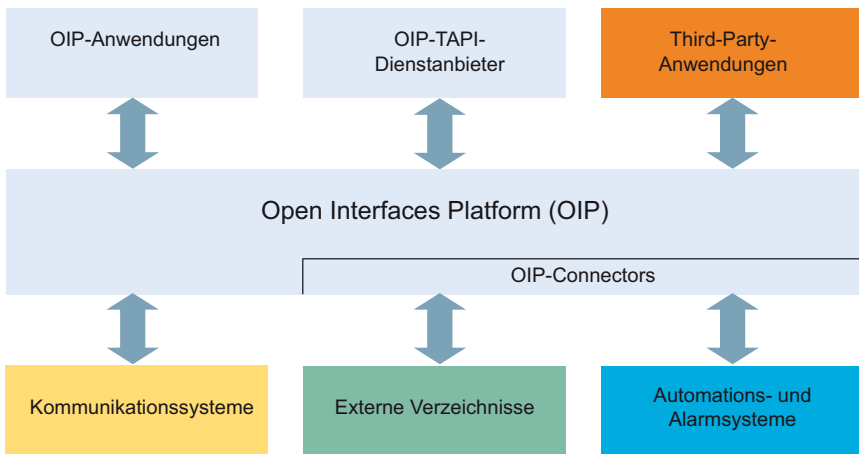 OIP-Anwendungen
OIP-TAPI-
Dienstanbieter
Third-Party-
Anwendungen
Open Interfaces Platform (OIP)
OIP-Connectors
Kommunikationssysteme
Externe Verzeichnisse
Automations- und
Alarmsysteme